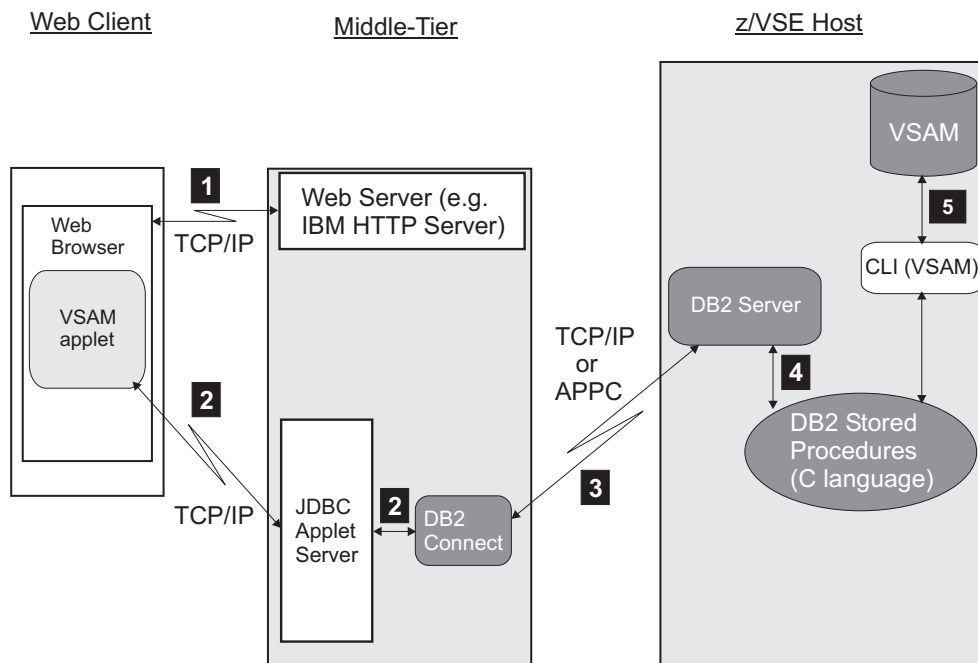 Web Client
Middle-Tier
z/VSE Host
VSAM
1
Web Server (e.g.
IBM HTTP Server)
TCP/IP
Web
Browser
VSAM
applet
5
CLI (VSAM)
DB2 Server
TCP/IP
or
APPC
4
2
DB2 Stored
Procedures
(C language)
3
TCP/IP
JDBC
Applet
Server
2
DB2
Connect